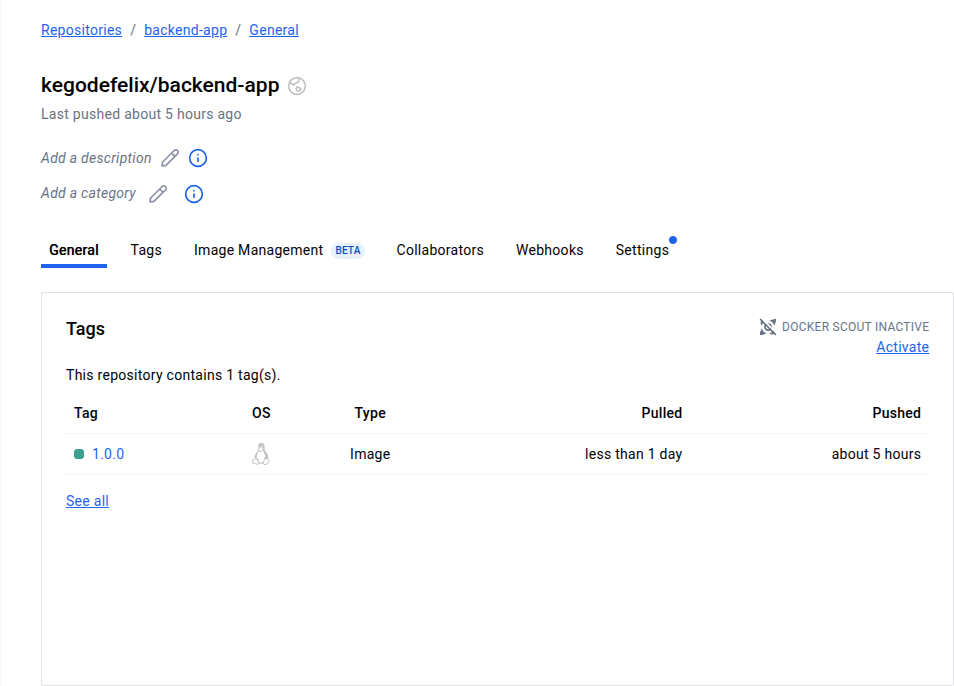 Repositories / backend-app / General
kegodefelix/backend-app
Last pushed about 5 hours ago
Add a description
Add a category
General Tags Image Management BETA Collaborators Webhooks Settings
Tags
DOCKER SCOUT INACTIVE
Activate
This repository contains 1 tag(s).
Tag OS Type Pulled Pushed
1.0.0 Image less than 1 day about 5 hours
See all